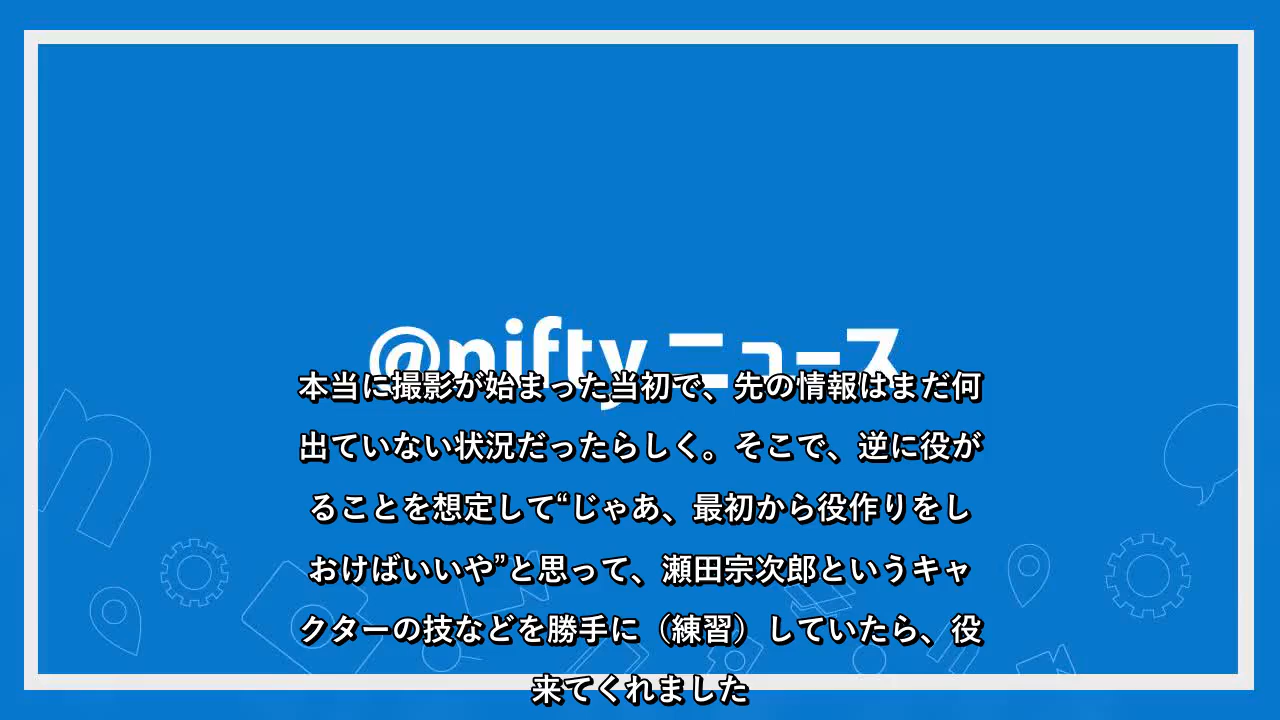 @nifty ニュース
本当に撮影が始まった当初で、先の情報はまだ何
出ていない状況だったらしく。そこで、逆に役が
ることを想定して“じゃあ、最初から役作りをし
おけばいいや”と思って、瀬田宗次郎というキャ
クターの技などを勝手に（練習）していたら、役
来てくれました